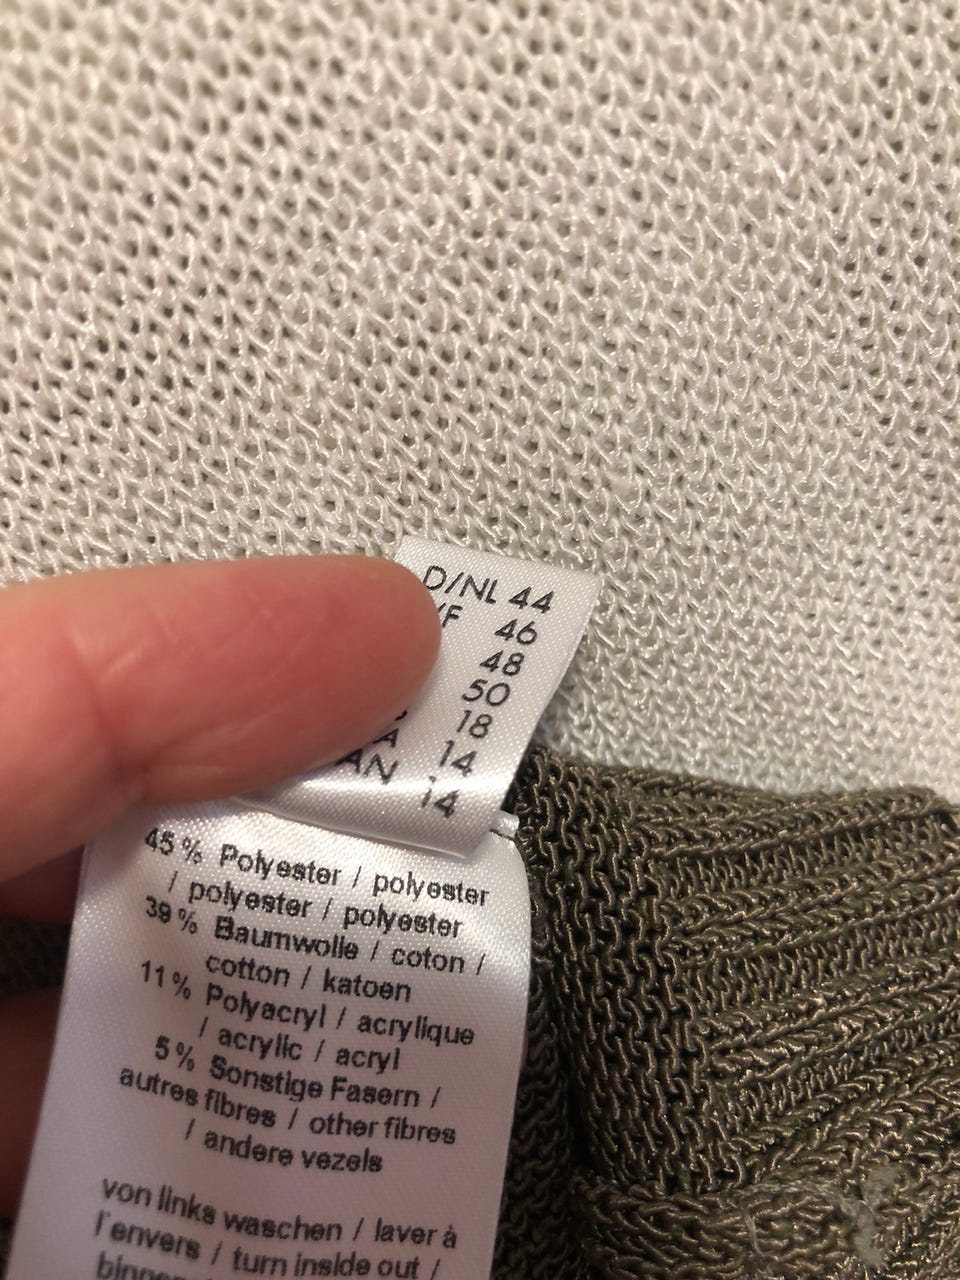 D/NL 44
/F 46
48
50
18
A 14
AN 14
45 % Polyester / polyester
/ polyester / polyester
39 % Baumwolle / coton /
cotton / katoen
11 % Polyacryl / acrylique
/ acrylic / acryl
5 % Sonstige Fasern /
autres fibres / other fibres
/ andere vezels
von links waschen / laver à
l'envers / turn inside out /